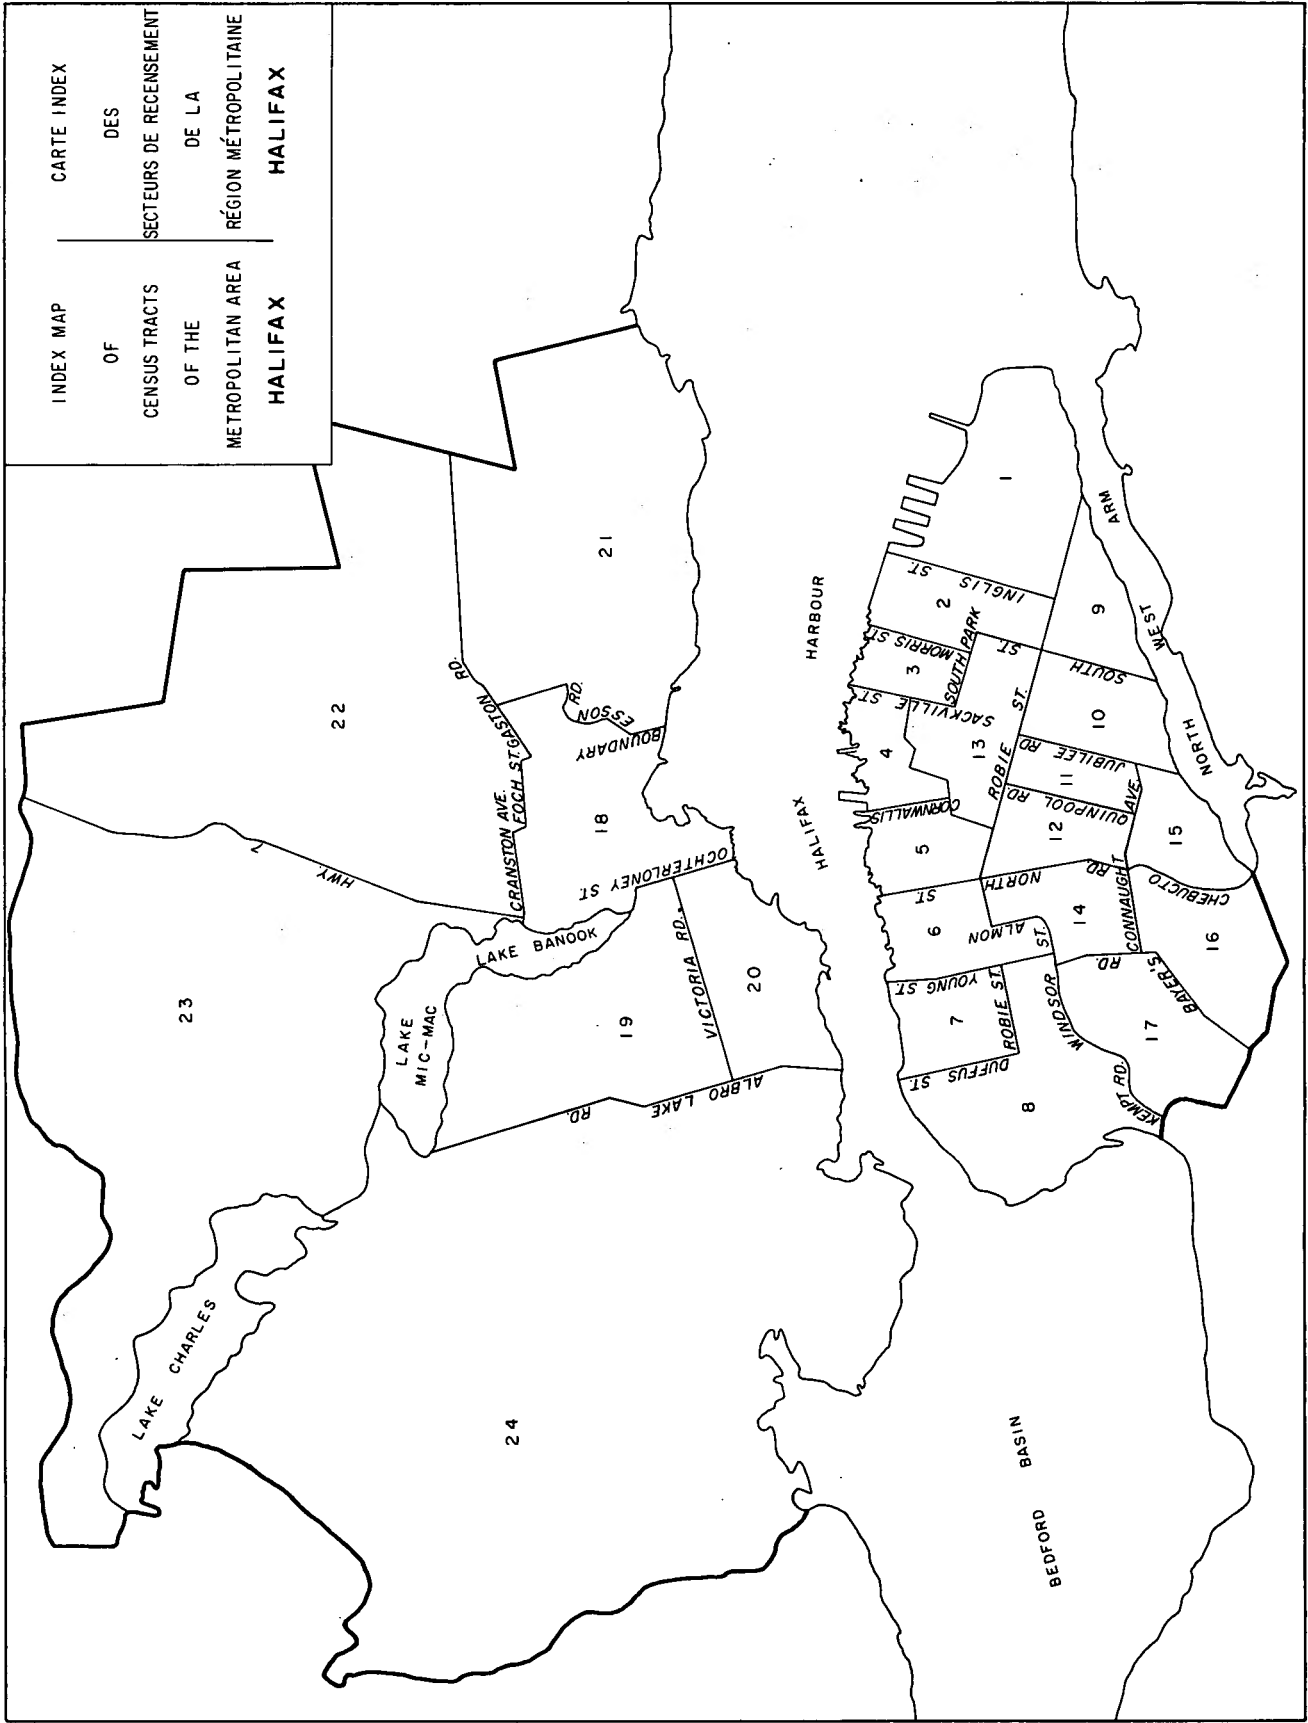 INDEX MAP
OF
CENSUS TRACTS
OF THE
METROPOLITAN AREA
HALIFAX
CARTE INDEX
DES
SECTEURS DE RECENSEMENT
DE LA
RÉGION MÉTROPOLITAINE
HALIFAX
23
22
HWY. 7
LAKE CHARLES
LAKE
MIC-MAC
LAKE BANOOK
CRANSTON AVE.
FOCH ST.
GASTON RD.
21
ESSON RD.
BOUNDARY
18
OCHTERLONEY ST
19
VICTORIA RD.
20
ALBRO LAKE RD.
24
HALIFAX HARBOUR
BEDFORD BASIN
1
INGLIS ST.
2
MORRIS ST.
3
SOUTH PARK
SACKVILLE ST.
4
CORNWALLIS
5
NORTH ST.
6
ALMON ST.
YOUNG ST.
7
ROBIE ST.
DUFFUS ST.
8
WINDSOR
KEMPT RD.
17
BAYER'S RD.
16
CONNAUGHT AVE.
14
CHEBUCTO RD.
15
12
QUINPOOL RD.
11
JUBILEE RD
10
SOUTH ST.
9
13
ROBIE ST.
NORTH WEST ARM